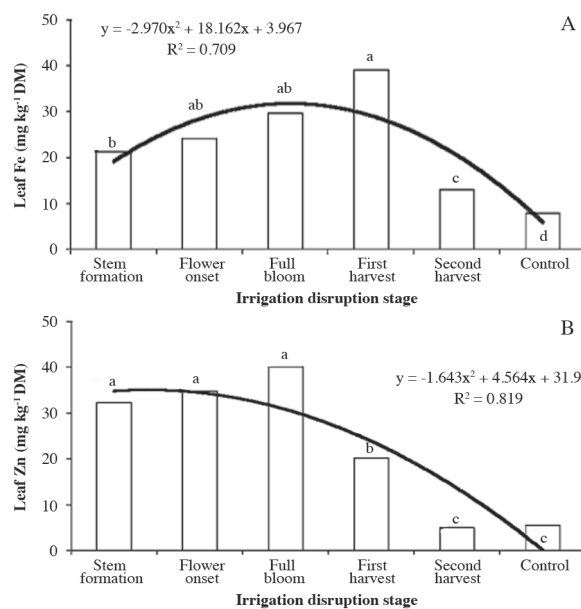 A
y = -2.970x² + 18.162x + 3.967
R² = 0.709
Leaf Fe (mg kg⁻¹ DM)
50
40
30
20
10
0
b
ab
ab
a
c
d
Stem formation
Flower onset
Full bloom
First harvest
Second harvest
Control
Irrigation disruption stage
B
y = -1.643x² + 4.564x + 31.9
R² = 0.819
Leaf Zn (mg kg⁻¹ DM)
50
40
30
20
10
0
a
a
a
b
c
c
Stem formation
Flower onset
Full bloom
First harvest
Second harvest
Control
Irrigation disruption stage